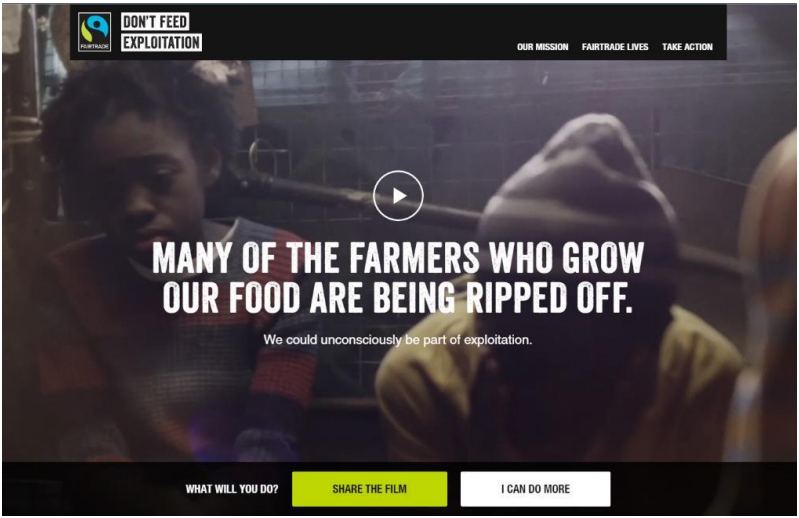 FAIRTRADE
DON'T FEED
EXPLOITATION
OUR MISSION FAIRTRADE LIVES TAKE ACTION
MANY OF THE FARMERS WHO GROW
OUR FOOD ARE BEING RIPPED OFF.
We could unconsciously be part of exploitation.
WHAT WILL YOU DO? SHARE THE FILM I CAN DO MORE